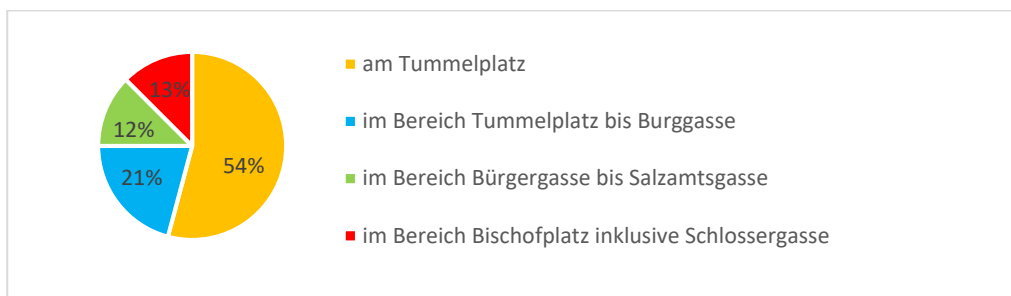 13%
12%
21%
54%
am Tummelplatz
im Bereich Tummelplatz bis Burggasse
im Bereich Bürgergasse bis Salzamtsgasse
im Bereich Bischofplatz inklusive Schlossergasse